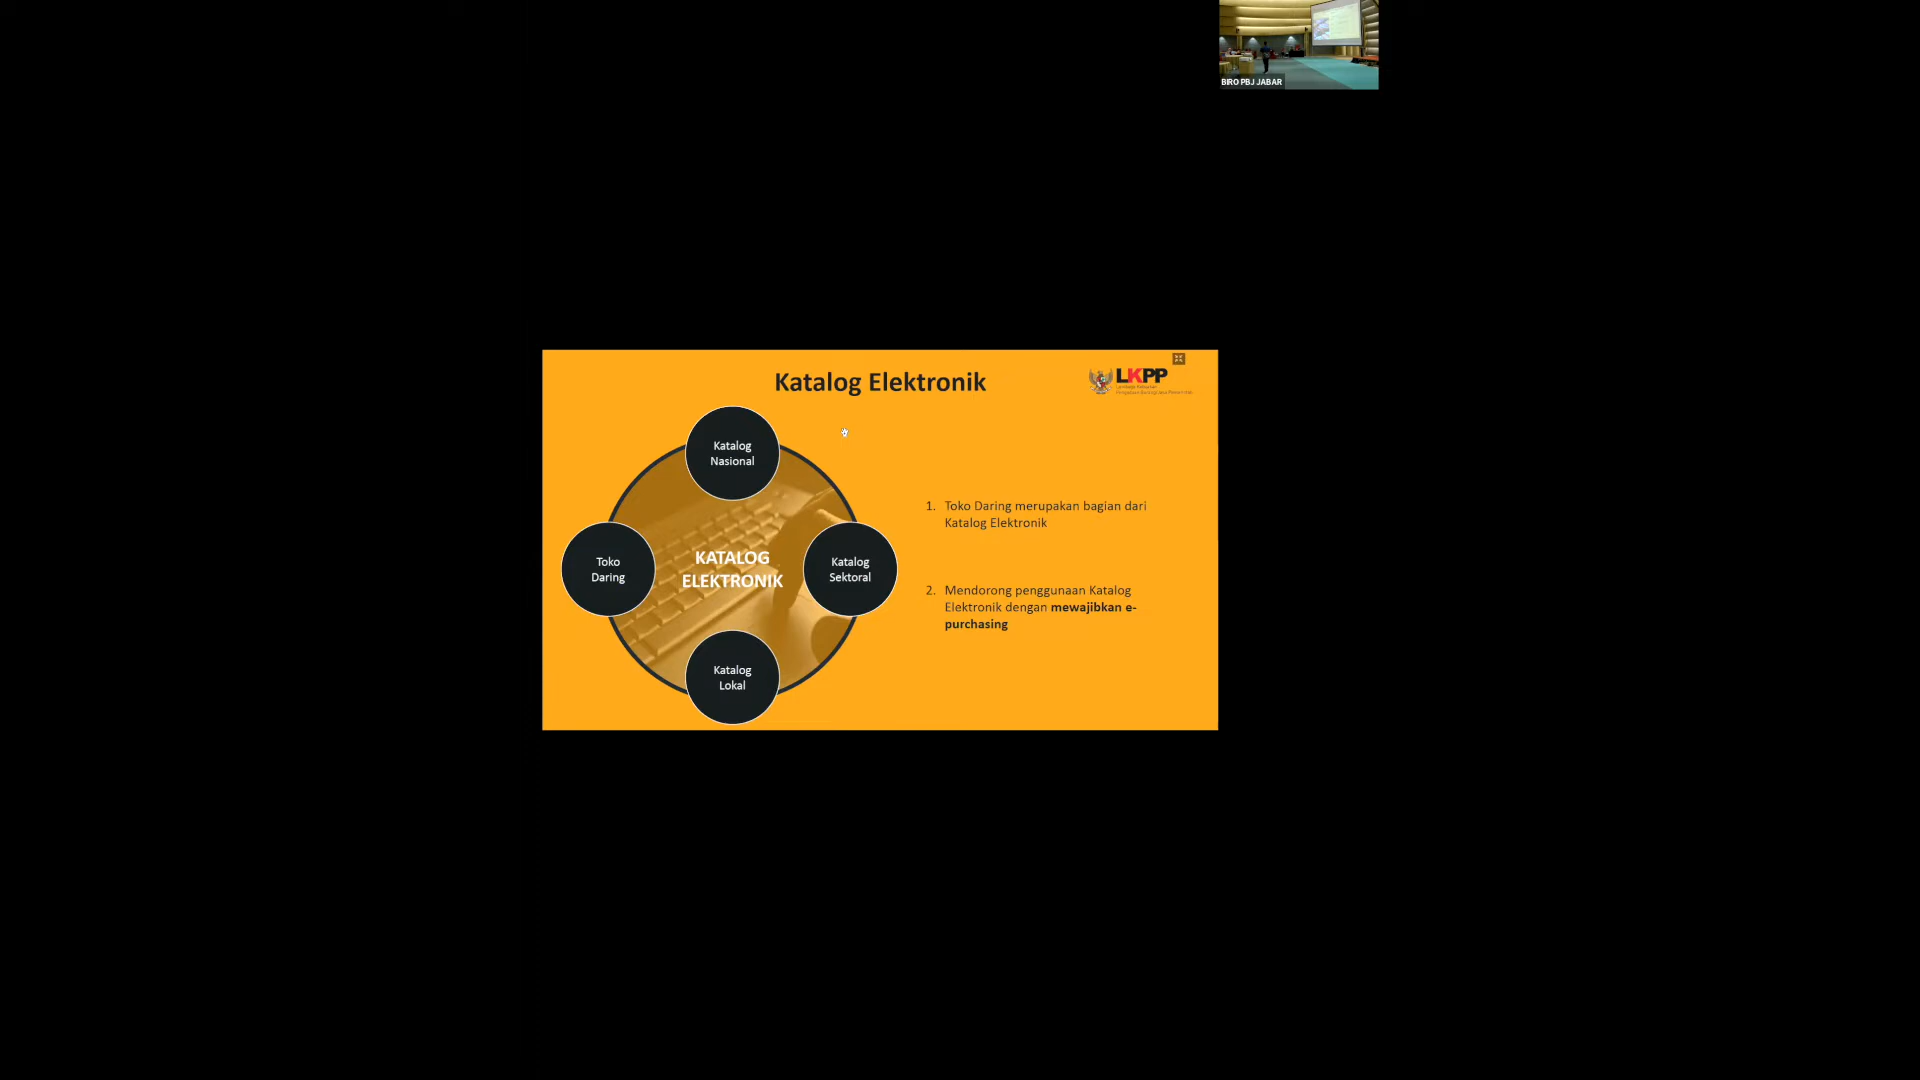 BIRO PBJ JABAR
Katalog Elektronik
LKPP
Katalog
Nasional
Toko
Daring
KATALOG
ELEKTRONIK
Katalog
Sektoral
Katalog
Lokal
1. Toko Daring merupakan bagian dari
Katalog Elektronik
2. Mendorong penggunaan Katalog
Elektronik dengan mewajibkan e-
purchasing